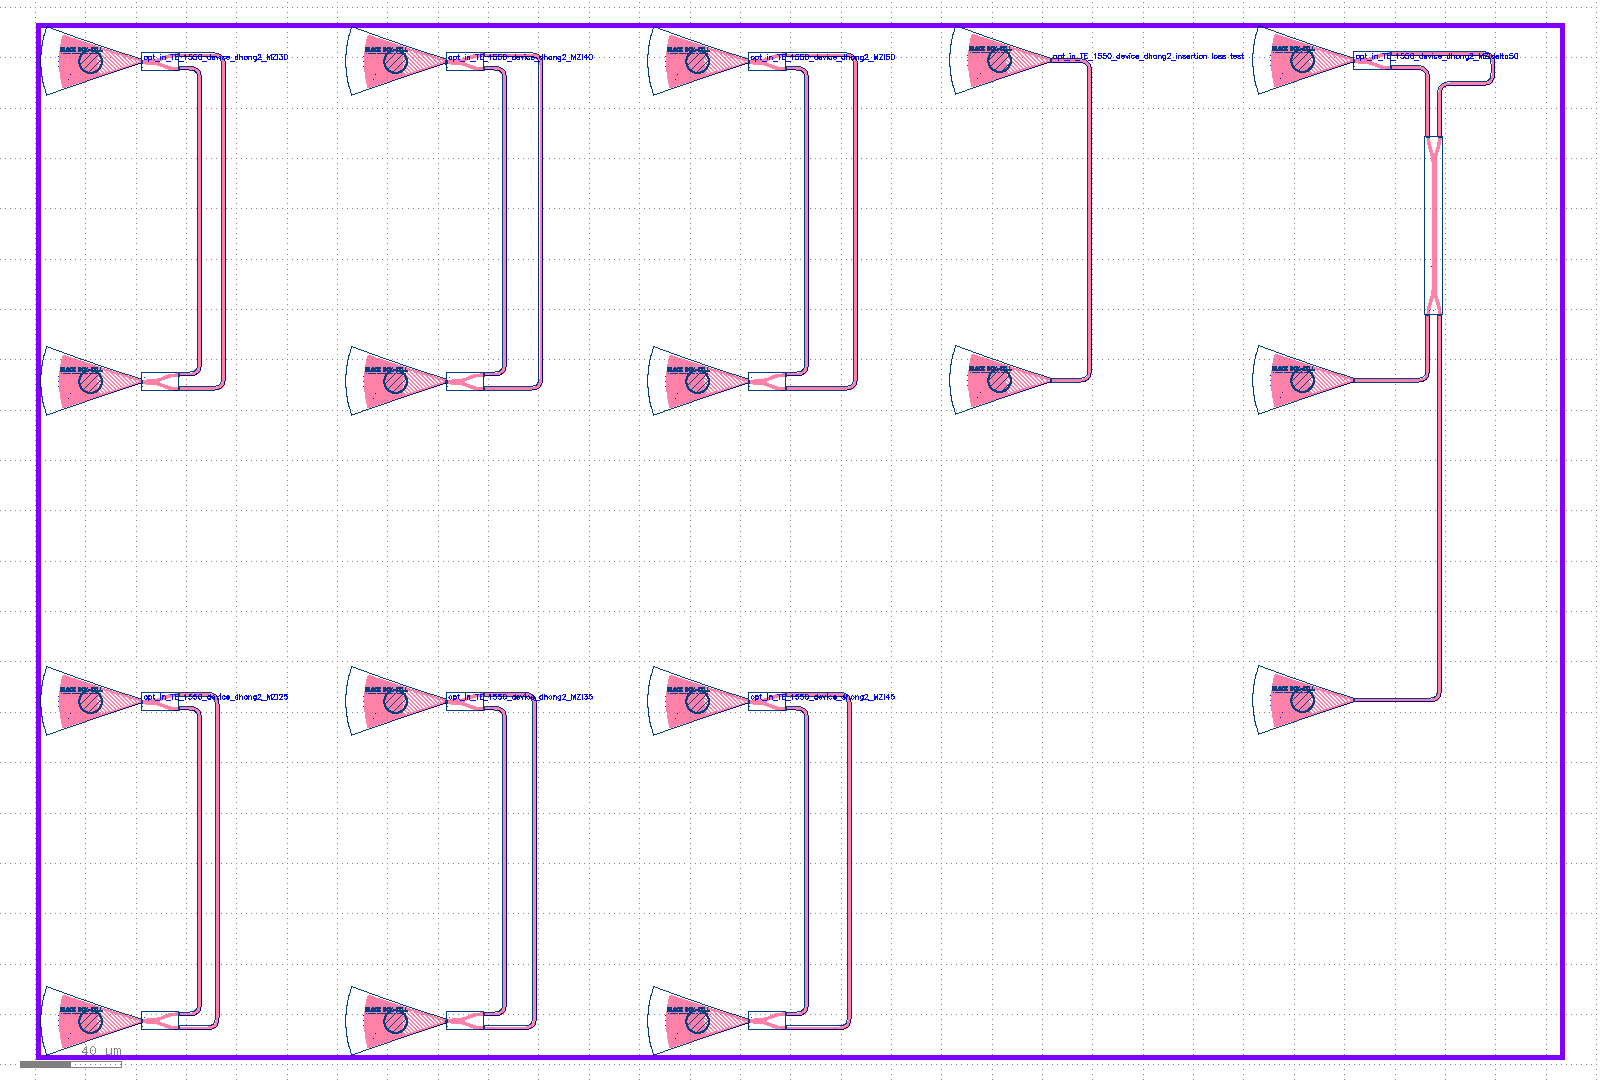 BLACK BOX-CELL
opt_in_TE_1550_device_dhong2_MZI30
BLACK BOX-CELL
opt_in_TE_1550_device_dhong2_MZI40
BLACK BOX-CELL
opt_in_TE_1550_device_dhong2_MZI50
BLACK BOX-CELL
opt_in_TE_1550_device_dhong2_insertion loss test
BLACK BOX-CELL
opt_in_TE_1550_device_dhong2_MZIdelta50
BLACK BOX-CELL
BLACK BOX-CELL
BLACK BOX-CELL
BLACK BOX-CELL
BLACK BOX-CELL
BLACK BOX-CELL
opt_in_TE_1550_device_dhong2_MZI25
BLACK BOX-CELL
opt_in_TE_1550_device_dhong2_MZI35
BLACK BOX-CELL
opt_in_TE_1550_device_dhong2_MZI45
BLACK BOX-CELL
BLACK BOX-CELL
BLACK BOX-CELL
BLACK BOX-CELL
40 µm